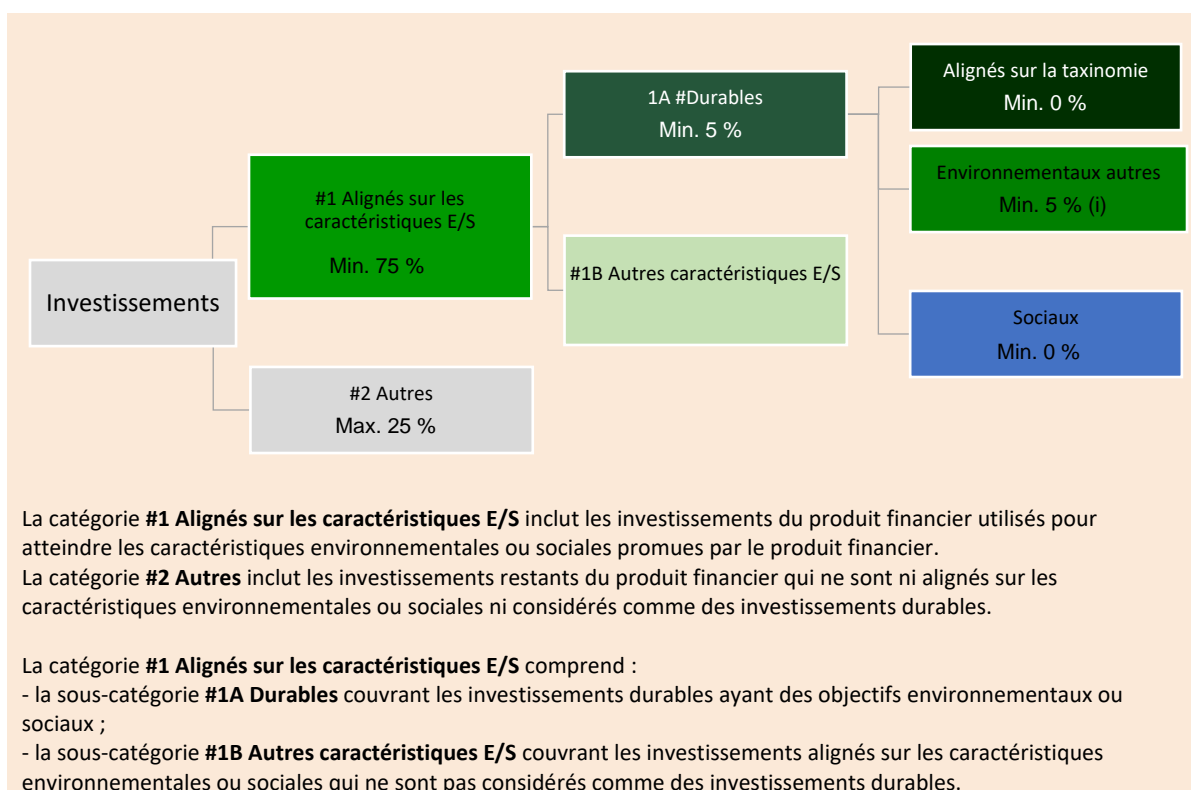 Alignés sur la taxinomie
Min. 0 %
1A #Durables
Min. 5 %
Environnementaux autres
Min. 5 % (i)
#1 Alignés sur les
caractéristiques E/S
Min. 75 %
#1B Autres caractéristiques E/S
Investissements
Sociaux
Min. 0 %
#2 Autres
Max. 25 %
La catégorie #1 Alignés sur les caractéristiques E/S inclut les investissements du produit financier utilisés pour
atteindre les caractéristiques environnementales ou sociales promues par le produit financier.
La catégorie #2 Autres inclut les investissements restants du produit financier qui ne sont ni alignés sur les
caractéristiques environnementales ou sociales ni considérés comme des investissements durables.
La catégorie #1 Alignés sur les caractéristiques E/S comprend :
- la sous-catégorie #1A Durables couvrant les investissements durables ayant des objectifs environnementaux ou
sociaux ;
- la sous-catégorie #1B Autres caractéristiques E/S couvrant les investissements alignés sur les caractéristiques
environnementales ou sociales qui ne sont pas considérés comme des investissements durables.